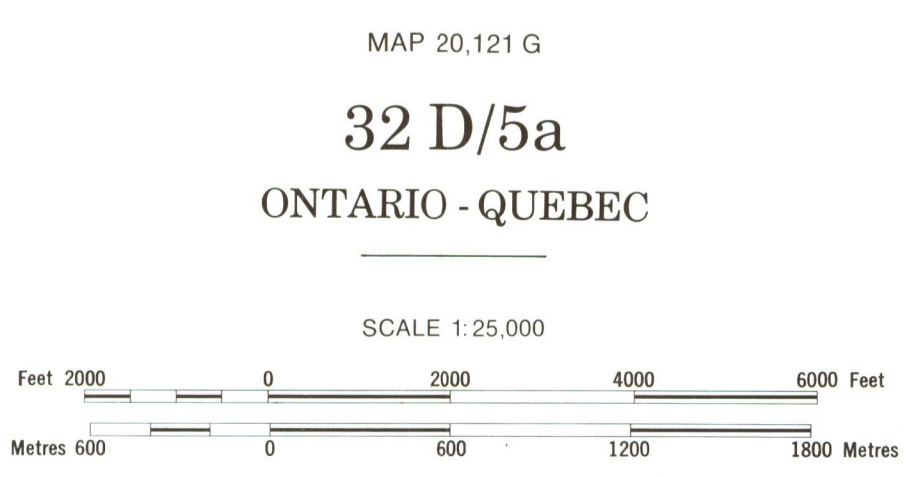 MAP 20,121 G
32 D/5a
ONTARIO - QUEBEC
SCALE 1:25,000
Feet 2000 0 2000 4000 6000 Feet
Metres 600 0 600 1200 1800 Metres